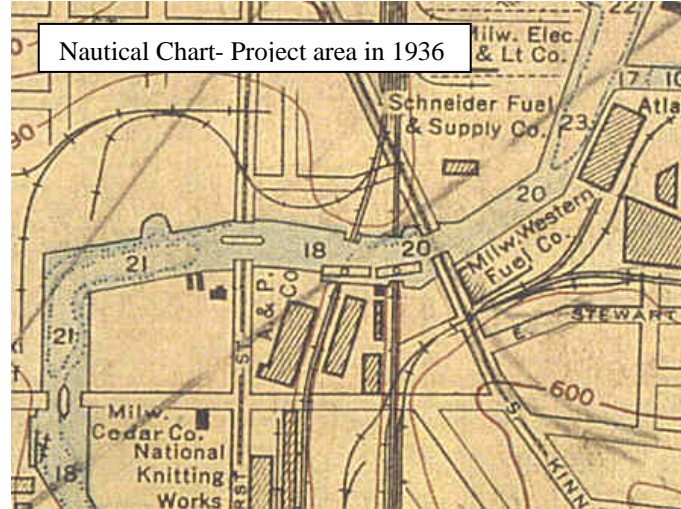 Nautical Chart- Project area in 1936
22
Milw. Elec.
& Lt Co.
17
10
Schneider Fuel
& Supply Co.
23
Atla
90
20
18
20
21
Milw. Western
Fuel Co.
A. & P.
Co
ST.
E. STEWART
21
600
Milw.
Cedar Co.
S. KINN
18
National
Knitting
Works
RST